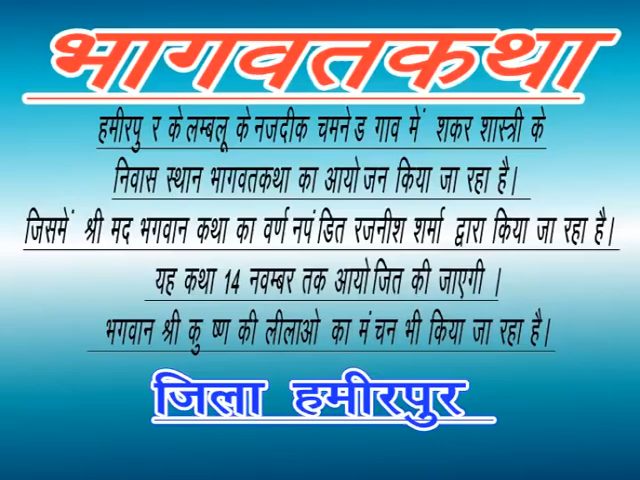 भागवतकथा
हमीरपु र के लम्बलू के नजदीक चमने ड गाव में शकर शास्त्री के
निवास स्थान भागवतकथा का आयो जन किया जा रहा है।
जिसमें श्री मद भगवान कथा का वर्ण नपं डित रजनीश शर्मा द्वारा किया जा रहा है।
यह कथा 14 नवम्बर तक आयो जित की जाएगी ।
भगवान श्री कृ ष्ण की लीलाओ का मं चन भी किया जा रहा है।
जिला हमीरपुर